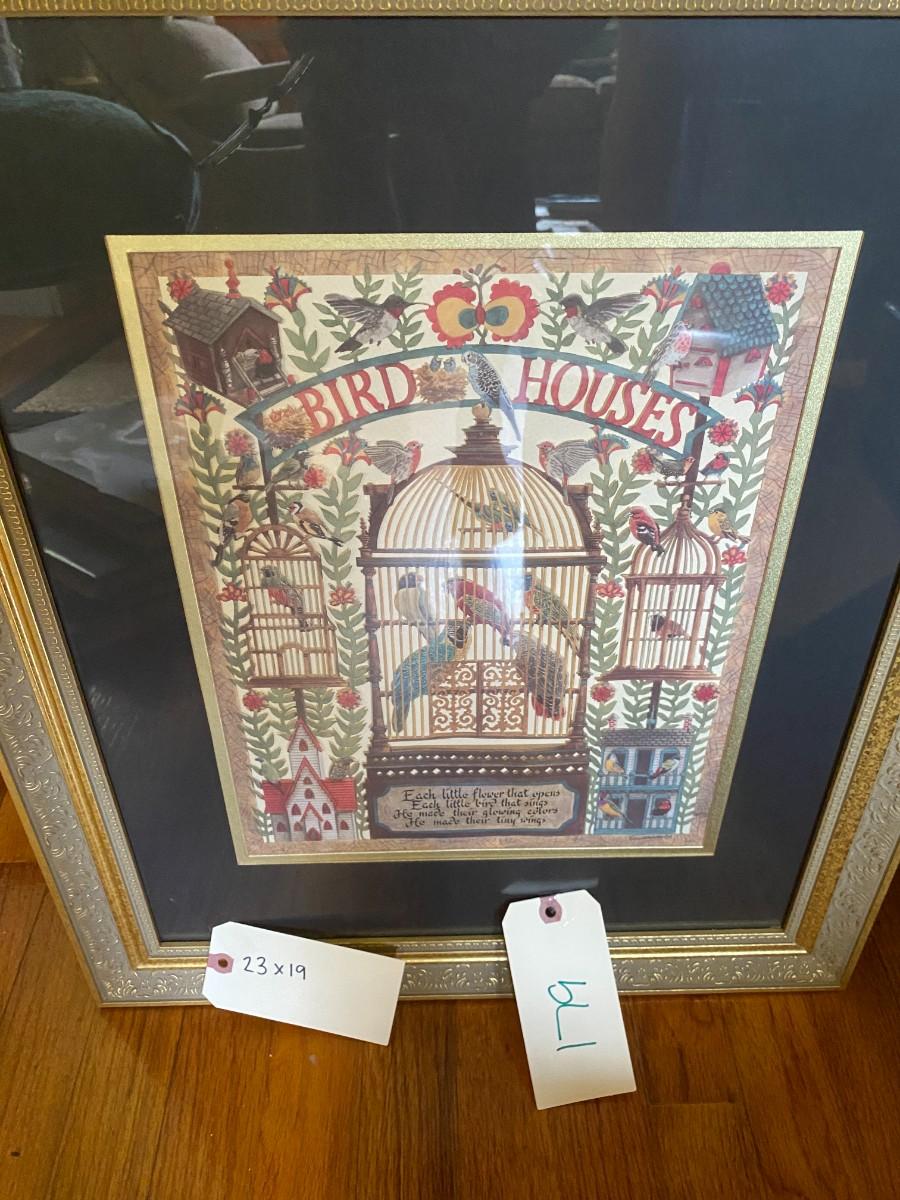 BIRD HOUSES
Each little flower that opens
Each little bird that sings
He made their glowing colors
He made their tiny wings
23 x 19
176